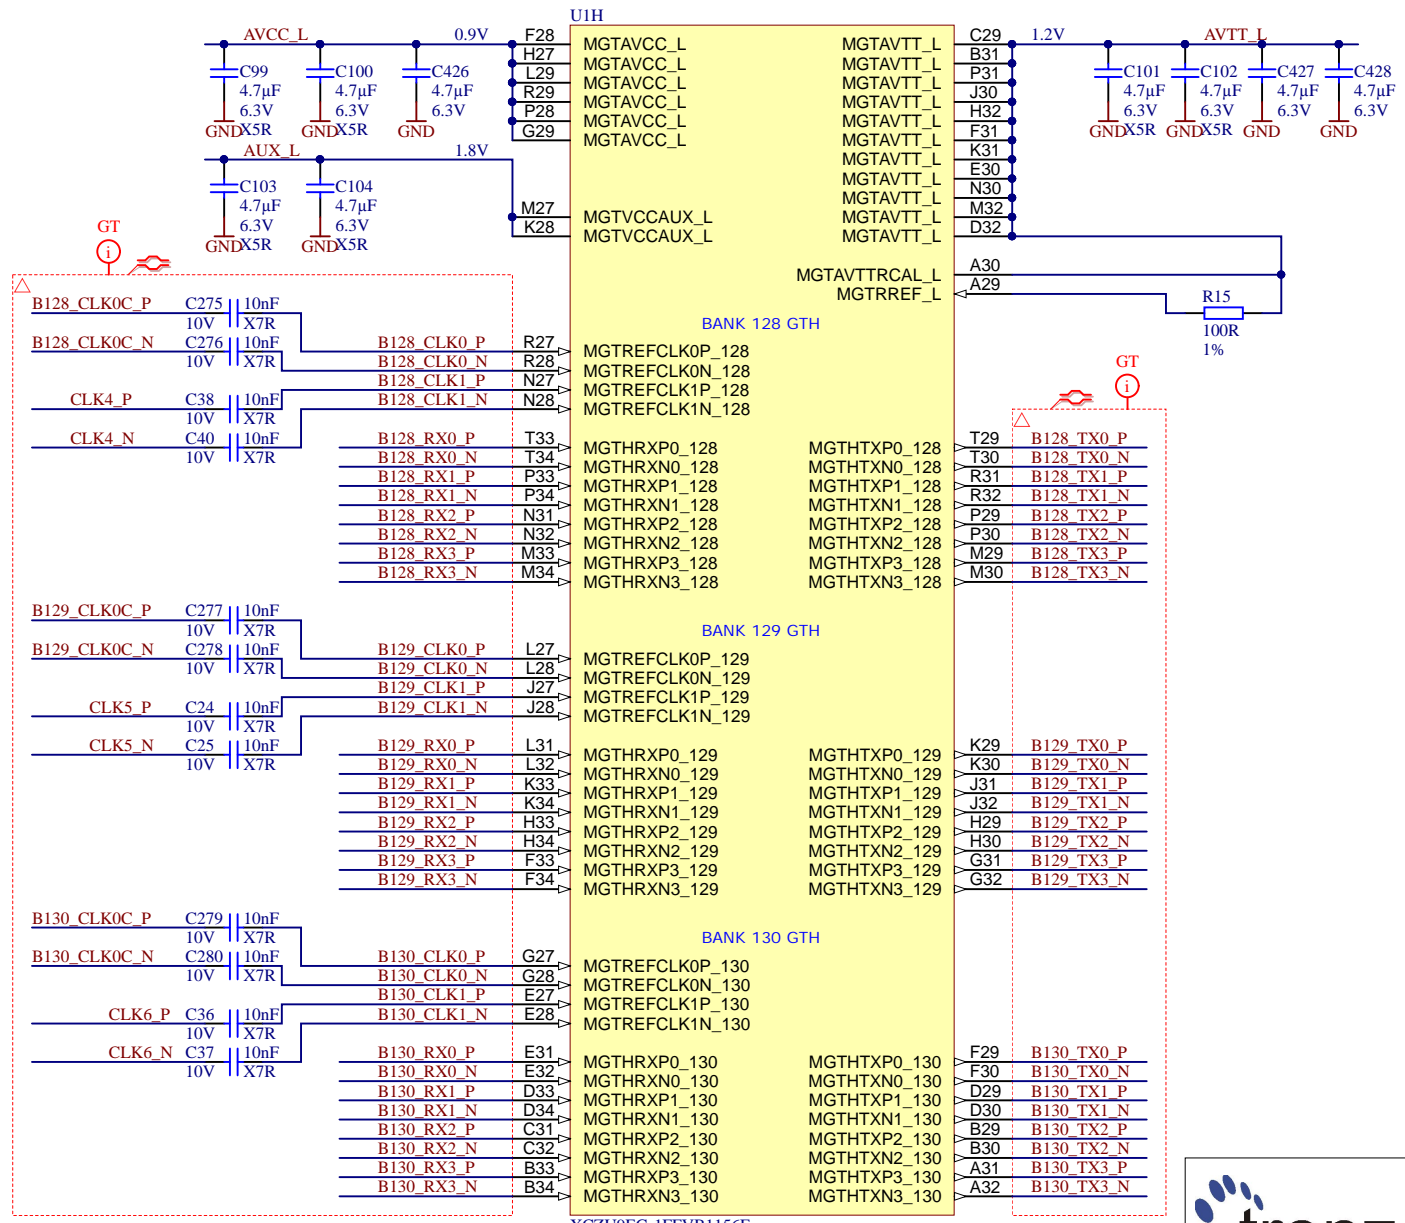 U1H
AVCC_L 0.9V
C99 4.7µF 6.3V X5R GND
C100 4.7µF 6.3V X5R GND
C426 4.7µF 6.3V GND
AUX_L 1.8V
C103 4.7µF 6.3V X5R GND
C104 4.7µF 6.3V X5R GND
F28 MGTAVCC_L
H27 MGTAVCC_L
L29 MGTAVCC_L
R29 MGTAVCC_L
P28 MGTAVCC_L
G29 MGTAVCC_L
M27 MGTVCCAUX_L
K28 MGTVCCAUX_L
MGTAVTT_L C29
MGTAVTT_L B31
MGTAVTT_L P31
MGTAVTT_L J30
MGTAVTT_L H32
MGTAVTT_L F31
MGTAVTT_L K31
MGTAVTT_L E30
MGTAVTT_L N30
MGTAVTT_L M32
MGTAVTT_L D32
MGTAVTTRCAL_L A30
MGTRREF_L A29
1.2V AVTT_L
C101 4.7µF 6.3V X5R GND
C102 4.7µF 6.3V X5R GND
C427 4.7µF 6.3V GND
C428 4.7µF 6.3V GND
R15
100R
1%
GT
i
GT
i
BANK 128 GTH
B128_CLK0C_P C275 10nF 10V X7R
B128_CLK0C_N C276 10nF 10V X7R
CLK4_P C38 10nF 10V X7R
CLK4_N C40 10nF 10V X7R
B128_CLK0_P R27 MGTREFCLK0P_128
B128_CLK0_N R28 MGTREFCLK0N_128
B128_CLK1_P N27 MGTREFCLK1P_128
B128_CLK1_N N28 MGTREFCLK1N_128
B128_RX0_P T33 MGTHRXP0_128 MGTHTXP0_128 T29 B128_TX0_P
B128_RX0_N T34 MGTHRXN0_128 MGTHTXN0_128 T30 B128_TX0_N
B128_RX1_P P33 MGTHRXP1_128 MGTHTXP1_128 R31 B128_TX1_P
B128_RX1_N P34 MGTHRXN1_128 MGTHTXN1_128 R32 B128_TX1_N
B128_RX2_P N31 MGTHRXP2_128 MGTHTXP2_128 P29 B128_TX2_P
B128_RX2_N N32 MGTHRXN2_128 MGTHTXN2_128 P30 B128_TX2_N
B128_RX3_P M33 MGTHRXP3_128 MGTHTXP3_128 M29 B128_TX3_P
B128_RX3_N M34 MGTHRXN3_128 MGTHTXN3_128 M30 B128_TX3_N
BANK 129 GTH
B129_CLK0C_P C277 10nF 10V X7R
B129_CLK0C_N C278 10nF 10V X7R
CLK5_P C24 10nF 10V X7R
CLK5_N C25 10nF 10V X7R
B129_CLK0_P L27 MGTREFCLK0P_129
B129_CLK0_N L28 MGTREFCLK0N_129
B129_CLK1_P J27 MGTREFCLK1P_129
B129_CLK1_N J28 MGTREFCLK1N_129
B129_RX0_P L31 MGTHRXP0_129 MGTHTXP0_129 K29 B129_TX0_P
B129_RX0_N L32 MGTHRXN0_129 MGTHTXN0_129 K30 B129_TX0_N
B129_RX1_P K33 MGTHRXP1_129 MGTHTXP1_129 J31 B129_TX1_P
B129_RX1_N K34 MGTHRXN1_129 MGTHTXN1_129 J32 B129_TX1_N
B129_RX2_P H33 MGTHRXP2_129 MGTHTXP2_129 H29 B129_TX2_P
B129_RX2_N H34 MGTHRXN2_129 MGTHTXN2_129 H30 B129_TX2_N
B129_RX3_P F33 MGTHRXP3_129 MGTHTXP3_129 G31 B129_TX3_P
B129_RX3_N F34 MGTHRXN3_129 MGTHTXN3_129 G32 B129_TX3_N
BANK 130 GTH
B130_CLK0C_P C279 10nF 10V X7R
B130_CLK0C_N C280 10nF 10V X7R
CLK6_P C36 10nF 10V X7R
CLK6_N C37 10nF 10V X7R
B130_CLK0_P G27 MGTREFCLK0P_130
B130_CLK0_N G28 MGTREFCLK0N_130
B130_CLK1_P E27 MGTREFCLK1P_130
B130_CLK1_N E28 MGTREFCLK1N_130
B130_RX0_P E31 MGTHRXP0_130 MGTHTXP0_130 F29 B130_TX0_P
B130_RX0_N E32 MGTHRXN0_130 MGTHTXN0_130 F30 B130_TX0_N
B130_RX1_P D33 MGTHRXP1_130 MGTHTXP1_130 D29 B130_TX1_P
B130_RX1_N D34 MGTHRXN1_130 MGTHTXN1_130 D30 B130_TX1_N
B130_RX2_P C31 MGTHRXP2_130 MGTHTXP2_130 B29 B130_TX2_P
B130_RX2_N C32 MGTHRXN2_130 MGTHTXN2_130 B30 B130_TX2_N
B130_RX3_P B33 MGTHRXP3_130 MGTHTXP3_130 A31 B130_TX3_P
B130_RX3_N B34 MGTHRXN3_130 MGTHTXN3_130 A32 B130_TX3_N